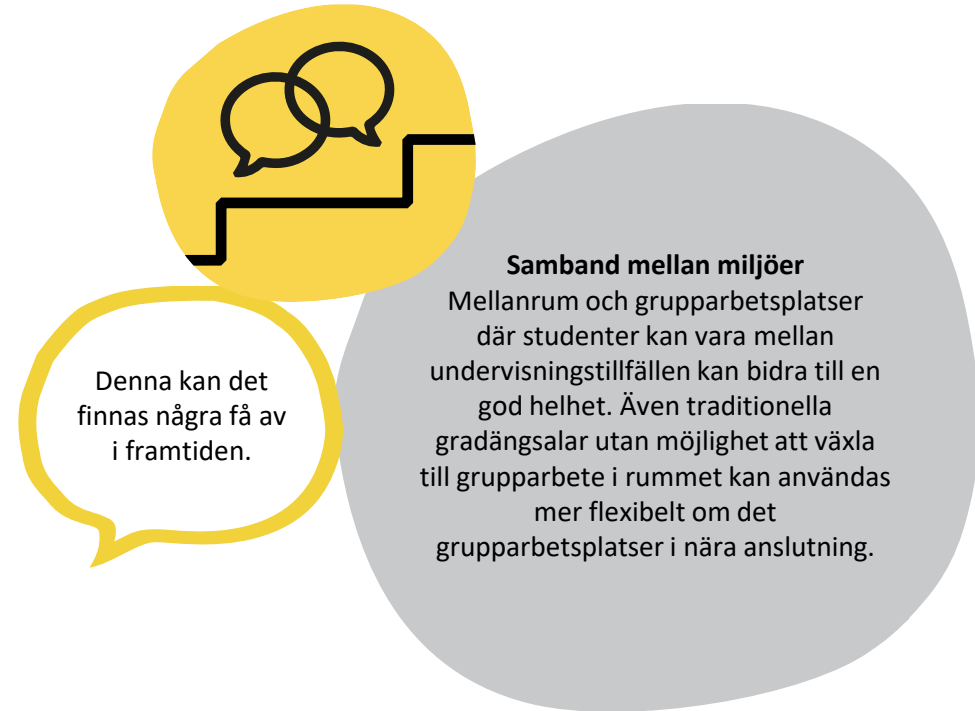 Samband mellan miljöer
Mellanrum och grupparbetsplatser
där studenter kan vara mellan
undervisningstillfällen kan bidra till en
god helhet. Även traditionella
gradängsalar utan möjlighet att växla
till grupparbete i rummet kan användas
mer flexibelt om det
grupparbetsplatser i nära anslutning.
Denna kan det
finnas några få av
i framtiden.